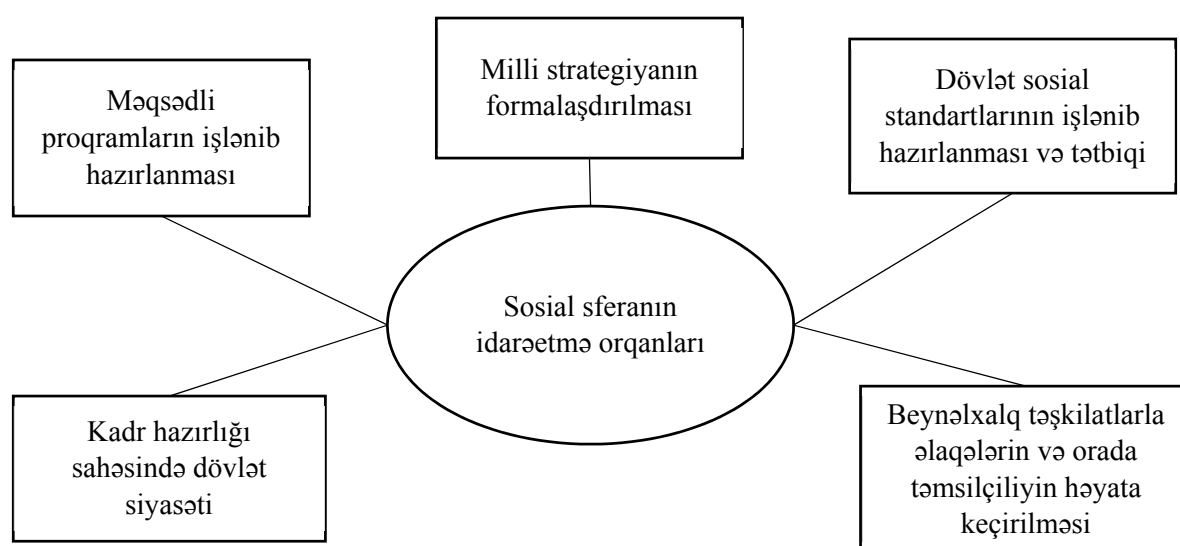 Məqsədli
proqramların işlənib
hazırlanması
Milli strategiyanın
formalaşdırılması
Dövlət sosial
standartlarının işlənib
hazırlanması və tətbiqi
Sosial sferanın
idarəetmə orqanları
Kadr hazırlığı
sahəsində dövlət
siyasəti
Beynəlxalq təşkilatlarla
əlaqələrin və orada
təmsilçiliyin həyata
keçirilməsi